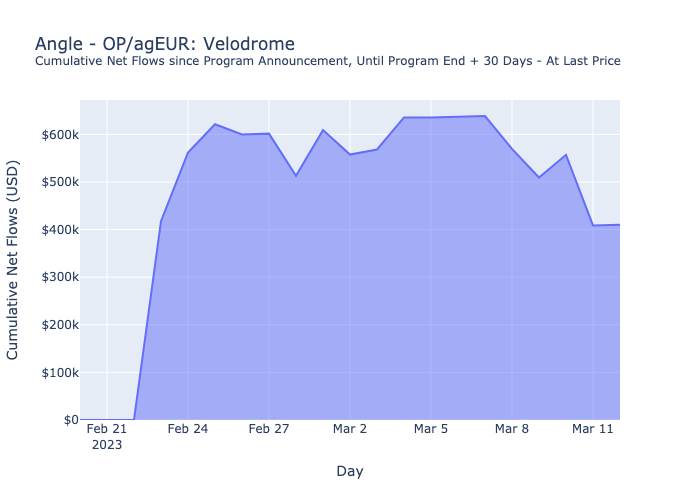 Angle - OP/agEUR: Velodrome
Cumulative Net Flows since Program Announcement, Until Program End + 30 Days - At Last Price
Cumulative Net Flows (USD)
$600k
$500k
$400k
$300k
$200k
$100k
$0
Feb 21
2023
Feb 24
Feb 27
Mar 2
Mar 5
Mar 8
Mar 11
Day